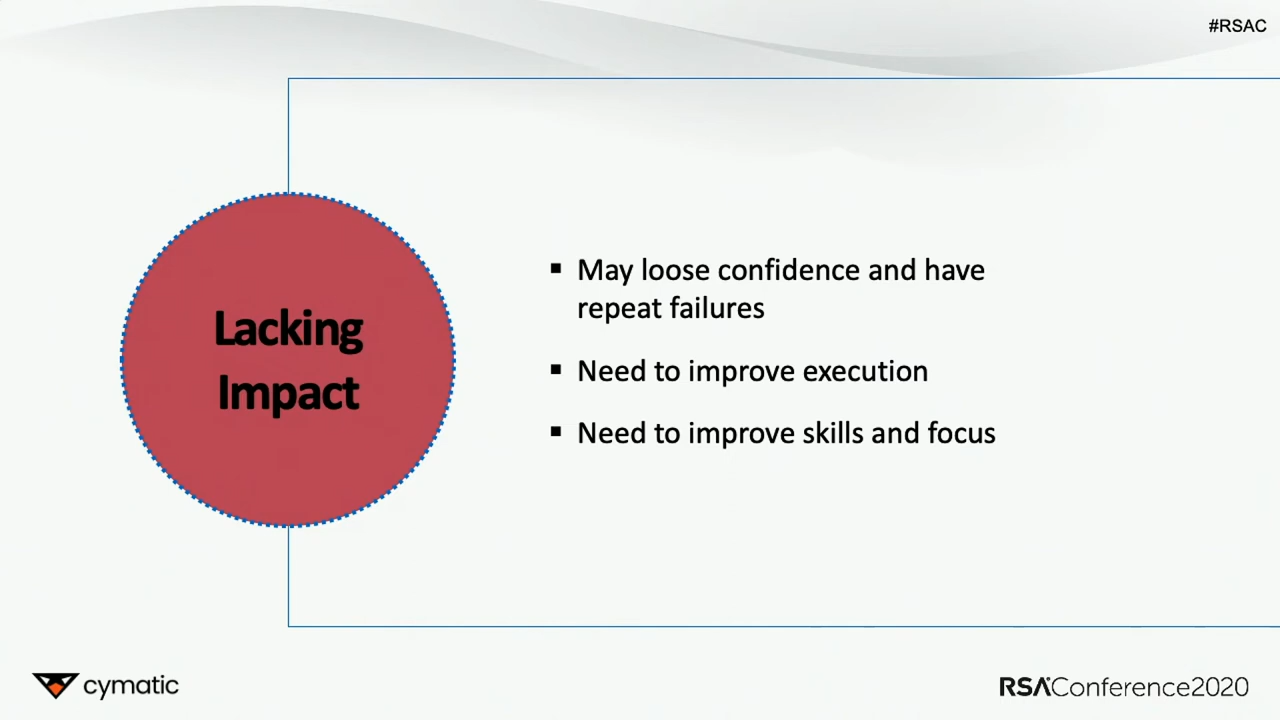 #RSAC
Lacking
Impact
▪ May loose confidence and have
repeat failures
▪ Need to improve execution
▪ Need to improve skills and focus
cymatic
RSAConference2020